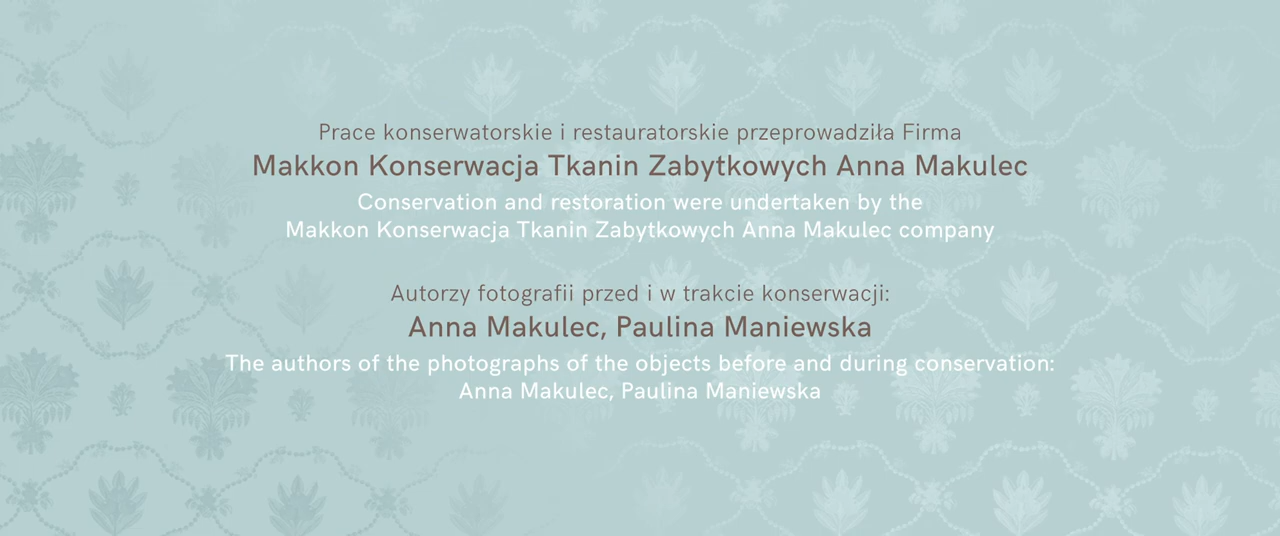 Prace konserwatorskie i restauratorskie przeprowadziła Firma
Makkon Konserwacja Tkanin Zabytkowych Anna Makulec
Conservation and restoration were undertaken by the
Makkon Konserwacja Tkanin Zabytkowych Anna Makulec company
Autorzy fotografii przed i w trakcie konserwacji:
Anna Makulec, Paulina Maniewska
The authors of the photographs of the objects before and during conservation:
Anna Makulec, Paulina Maniewska